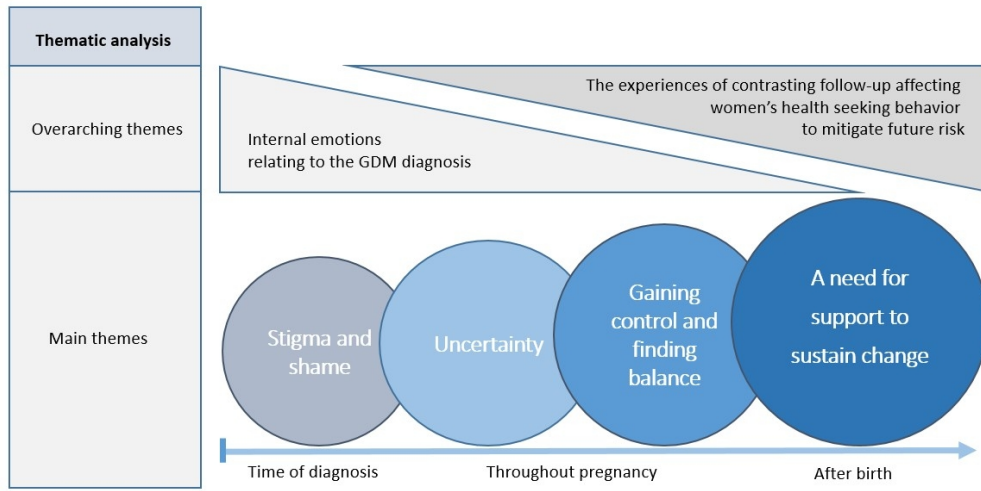 Thematic analysis
Overarching themes
The experiences of contrasting follow-up affecting
women's health seeking behavior
to mitigate future risk
Internal emotions
relating to the GDM diagnosis
Main themes
Stigma and
shame
Uncertainty
Gaining
control and
finding
balance
A need for
support to
sustain change
Time of diagnosis
Throughout pregnancy
After birth